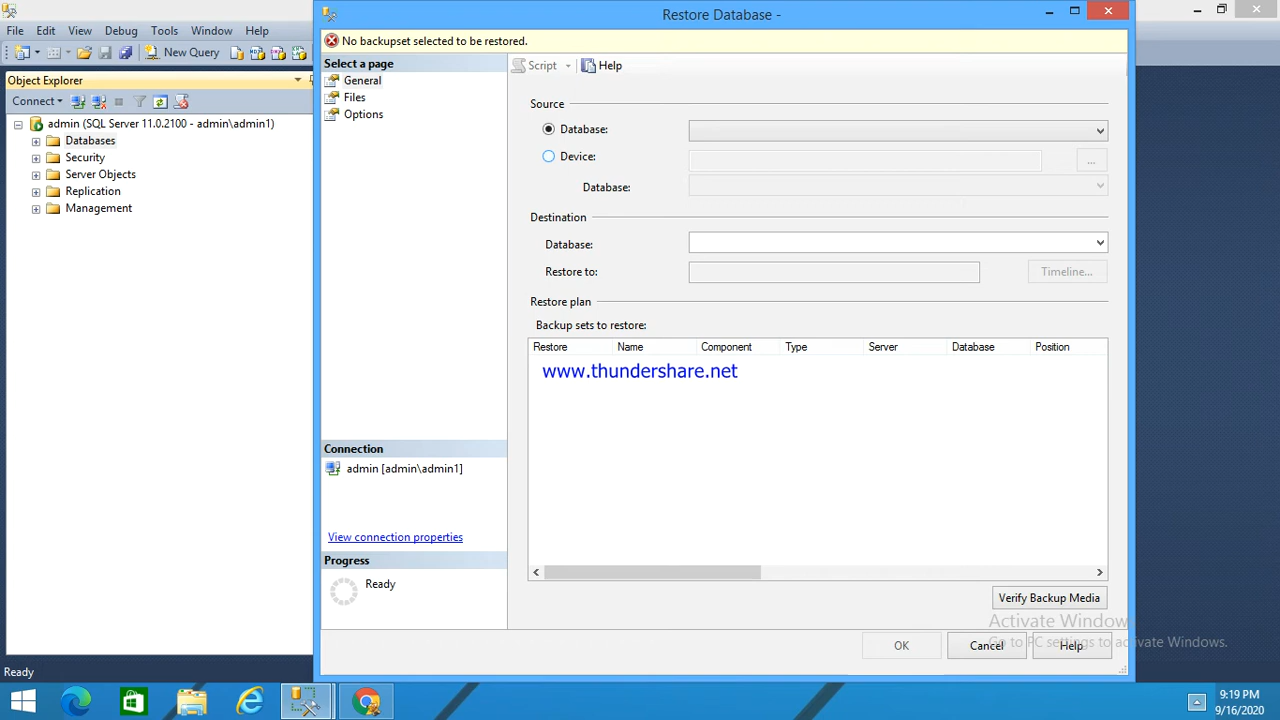 Restore Database -
File Edit View Debug Tools Window Help
New Query
Object Explorer
Connect
admin (SQL Server 11.0.2100 - admin\admin1)
Databases
Security
Server Objects
Replication
Management
Ready
No backupset selected to be restored.
Select a page
General
Files
Options
Connection
admin [admin\admin1]
View connection properties
Progress
Ready
Script Help
Source
Database:
Device:
...
Database:
Destination
Database:
Restore to:
Timeline...
Restore plan
Backup sets to restore:
Restore Name Component Type Server Database Position
www.thundershare.net
Verify Backup Media
Activate Window
Go to PC settings to activate Windows.
OK Cancel Help
9:19 PM
9/16/2020